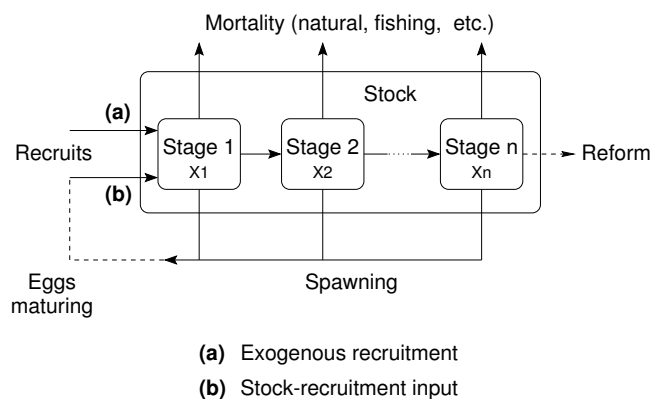 Mortality (natural, fishing, etc.)
Stock
(a)
Stage 1 Stage 2 Stage n
X1 X2 Xn
Recruits
Reform
(b)
Eggs
maturing
Spawning
(a) Exogenous recruitment
(b) Stock-recruitment input